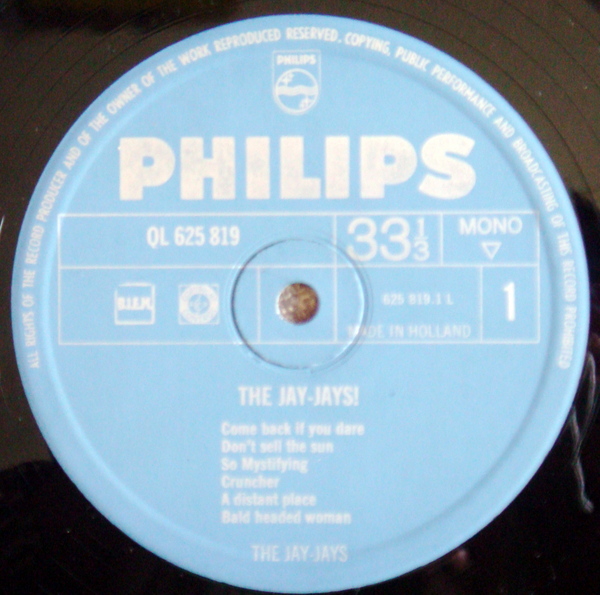 ALL RIGHTS OF THE RECORD PRODUCER AND OF THE OWNER OF THE WORK REPRODUCED RESERVED. COPYING, PUBLIC PERFORMANCE AND BROADCASTING OF THIS RECORD PROHIBITED
PHILIPS
PHILIPS
QL 625 819
33 1/3
MONO
B.I.E.M.
625 819.1 L
1
MADE IN HOLLAND
THE JAY-JAYS!
Come back if you dare
Don't sell the sun
So Mystifying
Cruncher
A distant place
Bald headed woman
THE JAY-JAYS